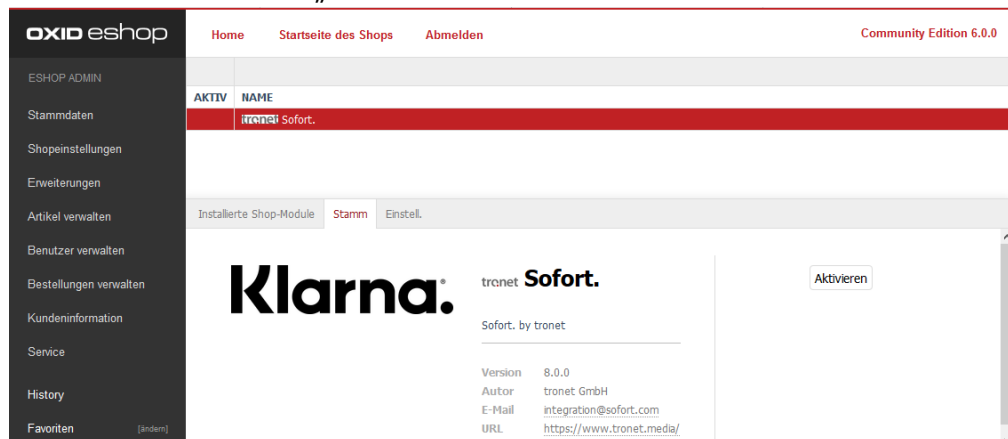 „
OXID eshop
Home Startseite des Shops Abmelden
Community Edition 6.0.0
ESHOP ADMIN
Stammdaten
Shopeinstellungen
Erweiterungen
Artikel verwalten
Benutzer verwalten
Bestellungen verwalten
Kundeninformation
Service
History
Favoriten [ändern]
AKTIV NAME
tronet Sofort.
Installierte Shop-Module Stamm Einstell.
Klarna.
tronet Sofort.
Sofort. by tronet
Version 8.0.0
Autor tronet GmbH
E-Mail integration@sofort.com
URL https://www.tronet.media/
Aktivieren